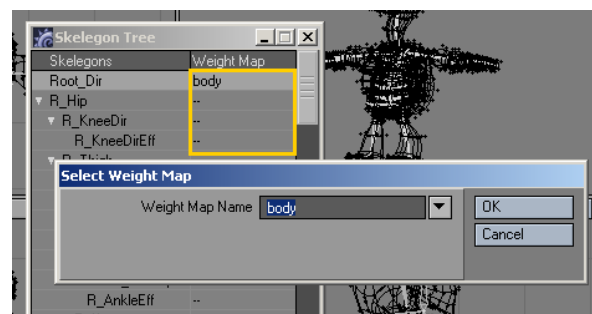 Skelegon Tree
Skelegons Weight Map
Root_Dir body
R_Hip --
R_KneeDir --
R_KneeDirEff --
Select Weight Map
Weight Map Name body
OK
Cancel
R_AnkleEff --